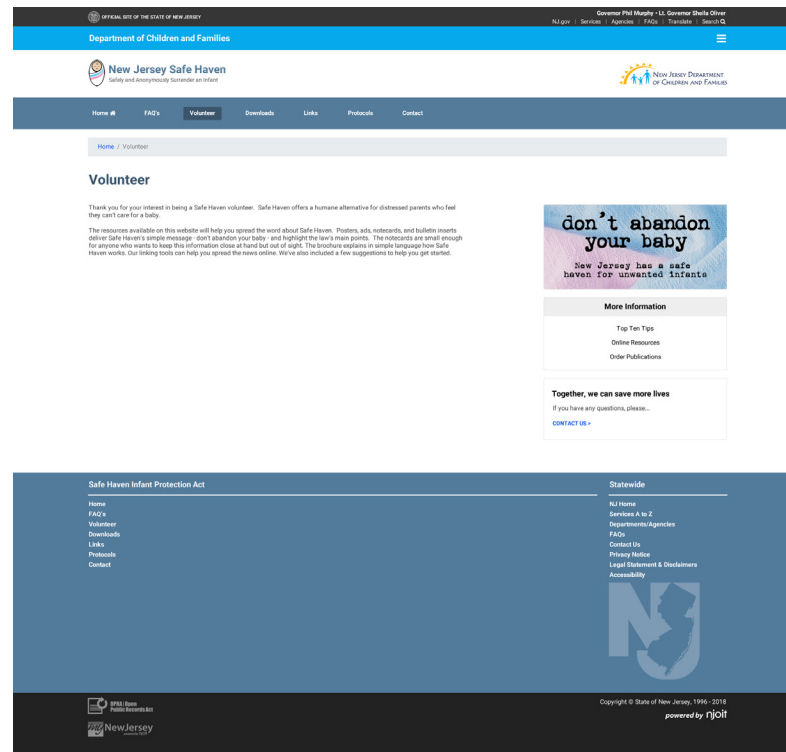 OFFICIAL SITE OF THE STATE OF NEW JERSEY
Governor Phil Murphy • Lt. Governor Sheila Oliver
NJ.gov | Services | Agencies | FAQs | Translate | Search
Department of Children and Families
New Jersey Safe Haven
Safely and Anonymously Surrender an Infant
NEW JERSEY DEPARTMENT
OF CHILDREN AND FAMILIES
Home FAQ's Volunteer Downloads Links Protocols Contact
Home / Volunteer
Volunteer
Thank you for your interest in being a Safe Haven volunteer. Safe Haven offers a humane alternative for distressed parents who feel
they can't care for a baby.
The resources available on this website will help you spread the word about Safe Haven. Posters, ads, notecards, and bulletin inserts
deliver Safe Haven's simple message - don't abandon your baby - and highlight the law's main points. The notecards are small enough
for anyone who wants to keep this information close at hand but out of sight. The brochure explains in simple language how Safe
Haven works. Our linking tools can help you spread the news online. We've also included a few suggestions to help you get started.
don't abandon
your baby
New Jersey has a safe
haven for unwanted infants
More Information
Top Ten Tips
Online Resources
Order Publications
Together, we can save more lives
If you have any questions, please...
CONTACT US >
Safe Haven Infant Protection Act
Home
FAQ's
Volunteer
Downloads
Links
Protocols
Contact
Statewide
NJ Home
Services A to Z
Departments/Agencies
FAQs
Contact Us
Privacy Notice
Legal Statement & Disclaimers
Accessibility
NJ
OPRA | Open
Public Records Act
NewJersey
Copyright © State of New Jersey, 1996 - 2018
powered by njoit